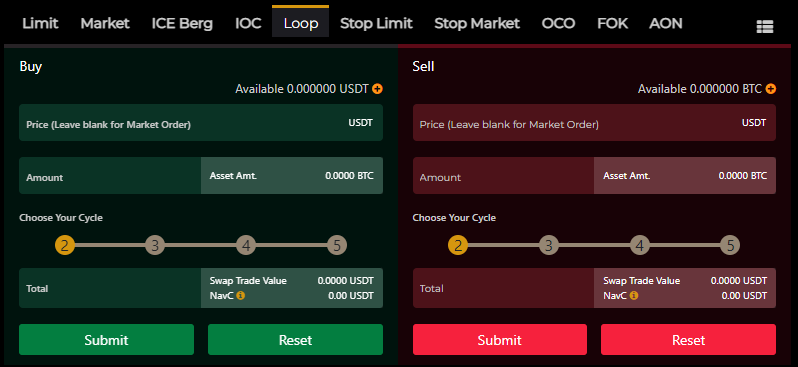 Limit Market ICE Berg IOC Loop Stop Limit Stop Market OCO FOK AON
Buy
Available 0.000000 USDT
Price (Leave blank for Market Order) USDT
Amount Asset Amt. 0.0000 BTC
Choose Your Cycle
2 3 4 5
Total
Swap Trade Value 0.0000 USDT
NavC 0.00 USDT
Submit Reset
Sell
Available 0.000000 BTC
Price (Leave blank for Market Order) USDT
Amount Asset Amt. 0.0000 BTC
Choose Your Cycle
2 3 4 5
Total
Swap Trade Value 0.0000 USDT
NavC 0.00 USDT
Submit Reset